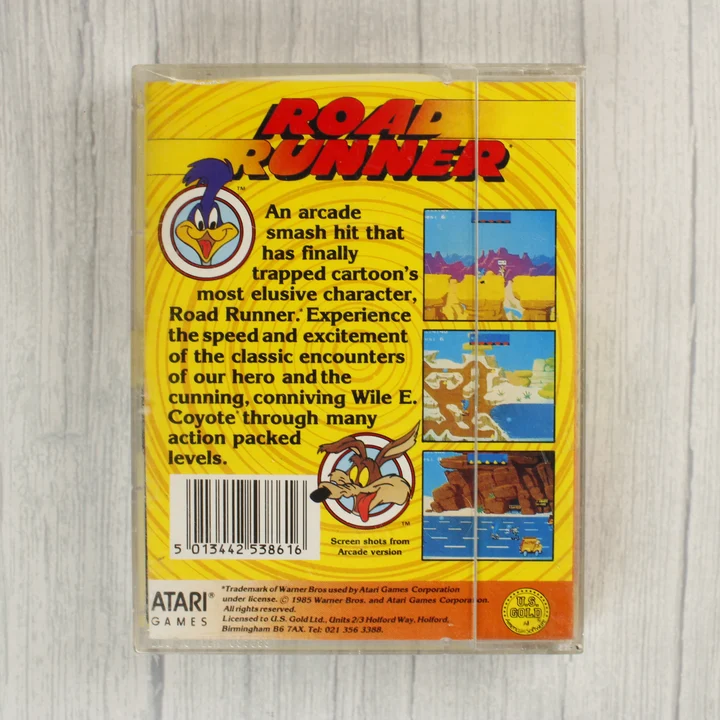 ROAD
RUNNER
TM
An arcade
smash hit that
has finally
trapped cartoon's
most elusive character,
Road Runner.* Experience
the speed and excitement
of the classic encounters
of our hero and the
cunning, conniving Wile E.
Coyote* through many
action packed
levels.
TM
Screen shots from
Arcade version
5 013442 538616
ATARI®
GAMES
*Trademark of Warner Bros used by Atari Games Corporation
under license. © 1985 Warner Bros. and Atari Games Corporation.
All rights reserved.
Licensed to U.S. Gold Ltd., Units 2/3 Holford Way, Holford,
Birmingham B6 7AX. Tel: 021 356 3388.
U.S.
GOLD
All
American Software